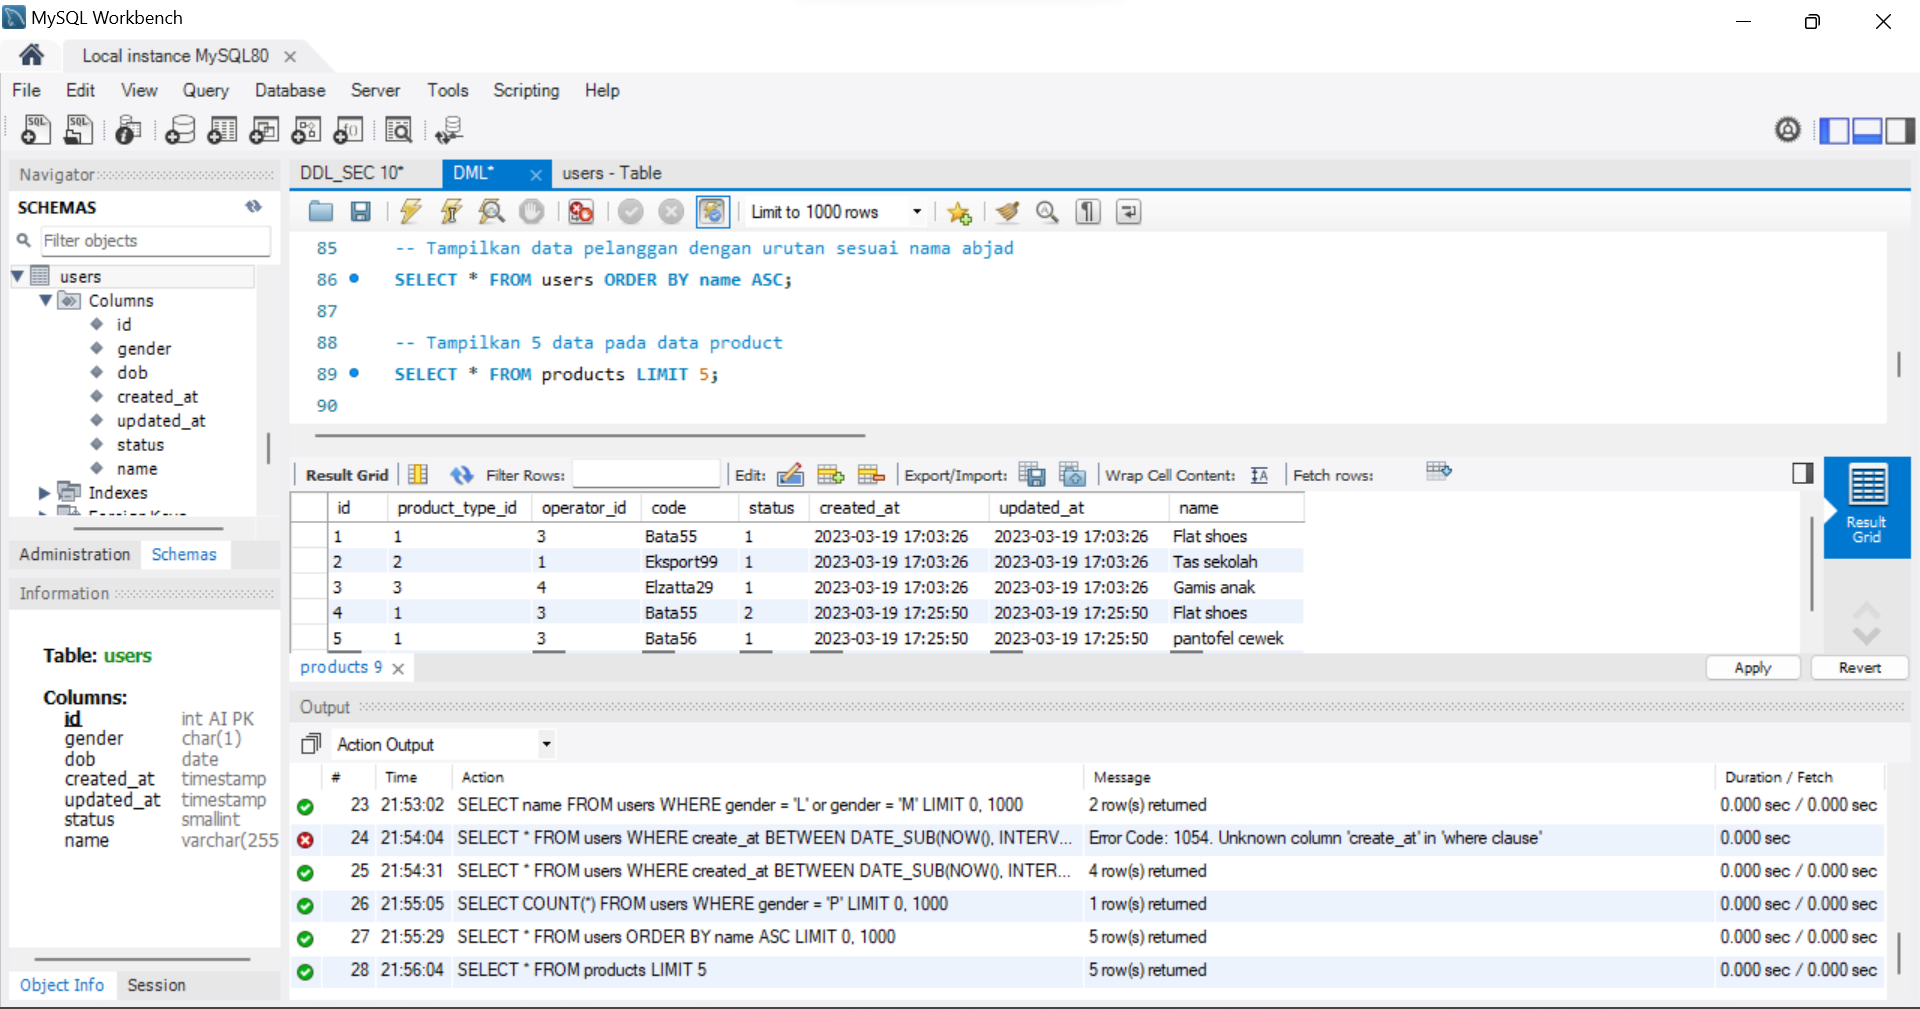 MySQL Workbench
Local instance MySQL80
File Edit View Query Database Server Tools Scripting Help
Navigator
SCHEMAS
Filter objects
users
Columns
id
gender
dob
created_at
updated_at
status
name
Indexes
Administration Schemas
Information
Table: users
Columns:
id int AI PK
gender char(1)
dob date
created_at timestamp
updated_at timestamp
status smallint
name varchar(255
Object Info Session
DDL_SEC 10* DML* users - Table
Limit to 1000 rows
85 -- Tampilkan data pelanggan dengan urutan sesuai nama abjad
86 SELECT * FROM users ORDER BY name ASC;
87
88 -- Tampilkan 5 data pada data product
89 SELECT * FROM products LIMIT 5;
90
Result Grid Filter Rows: Edit: Export/Import: Wrap Cell Content: Fetch rows:
id product_type_id operator_id code status created_at updated_at name
1 1 3 Bata55 1 2023-03-19 17:03:26 2023-03-19 17:03:26 Flat shoes
2 2 1 Eksport99 1 2023-03-19 17:03:26 2023-03-19 17:03:26 Tas sekolah
3 3 4 Elzatta29 1 2023-03-19 17:03:26 2023-03-19 17:03:26 Gamis anak
4 1 3 Bata55 2 2023-03-19 17:25:50 2023-03-19 17:25:50 Flat shoes
5 1 3 Bata56 1 2023-03-19 17:25:50 2023-03-19 17:25:50 pantofel cewek
Result
Grid
products 9
Apply Revert
Output
Action Output
# Time Action Message Duration / Fetch
23 21:53:02 SELECT name FROM users WHERE gender = 'L' or gender = 'M' LIMIT 0, 1000 2 row(s) returned 0.000 sec / 0.000 sec
24 21:54:04 SELECT * FROM users WHERE create_at BETWEEN DATE_SUB(NOW(), INTERV... Error Code: 1054. Unknown column 'create_at' in 'where clause' 0.000 sec
25 21:54:31 SELECT * FROM users WHERE created_at BETWEEN DATE_SUB(NOW(), INTER... 4 row(s) returned 0.000 sec / 0.000 sec
26 21:55:05 SELECT COUNT(*) FROM users WHERE gender = 'P' LIMIT 0, 1000 1 row(s) returned 0.000 sec / 0.000 sec
27 21:55:29 SELECT * FROM users ORDER BY name ASC LIMIT 0, 1000 5 row(s) returned 0.000 sec / 0.000 sec
28 21:56:04 SELECT * FROM products LIMIT 5 5 row(s) returned 0.000 sec / 0.000 sec